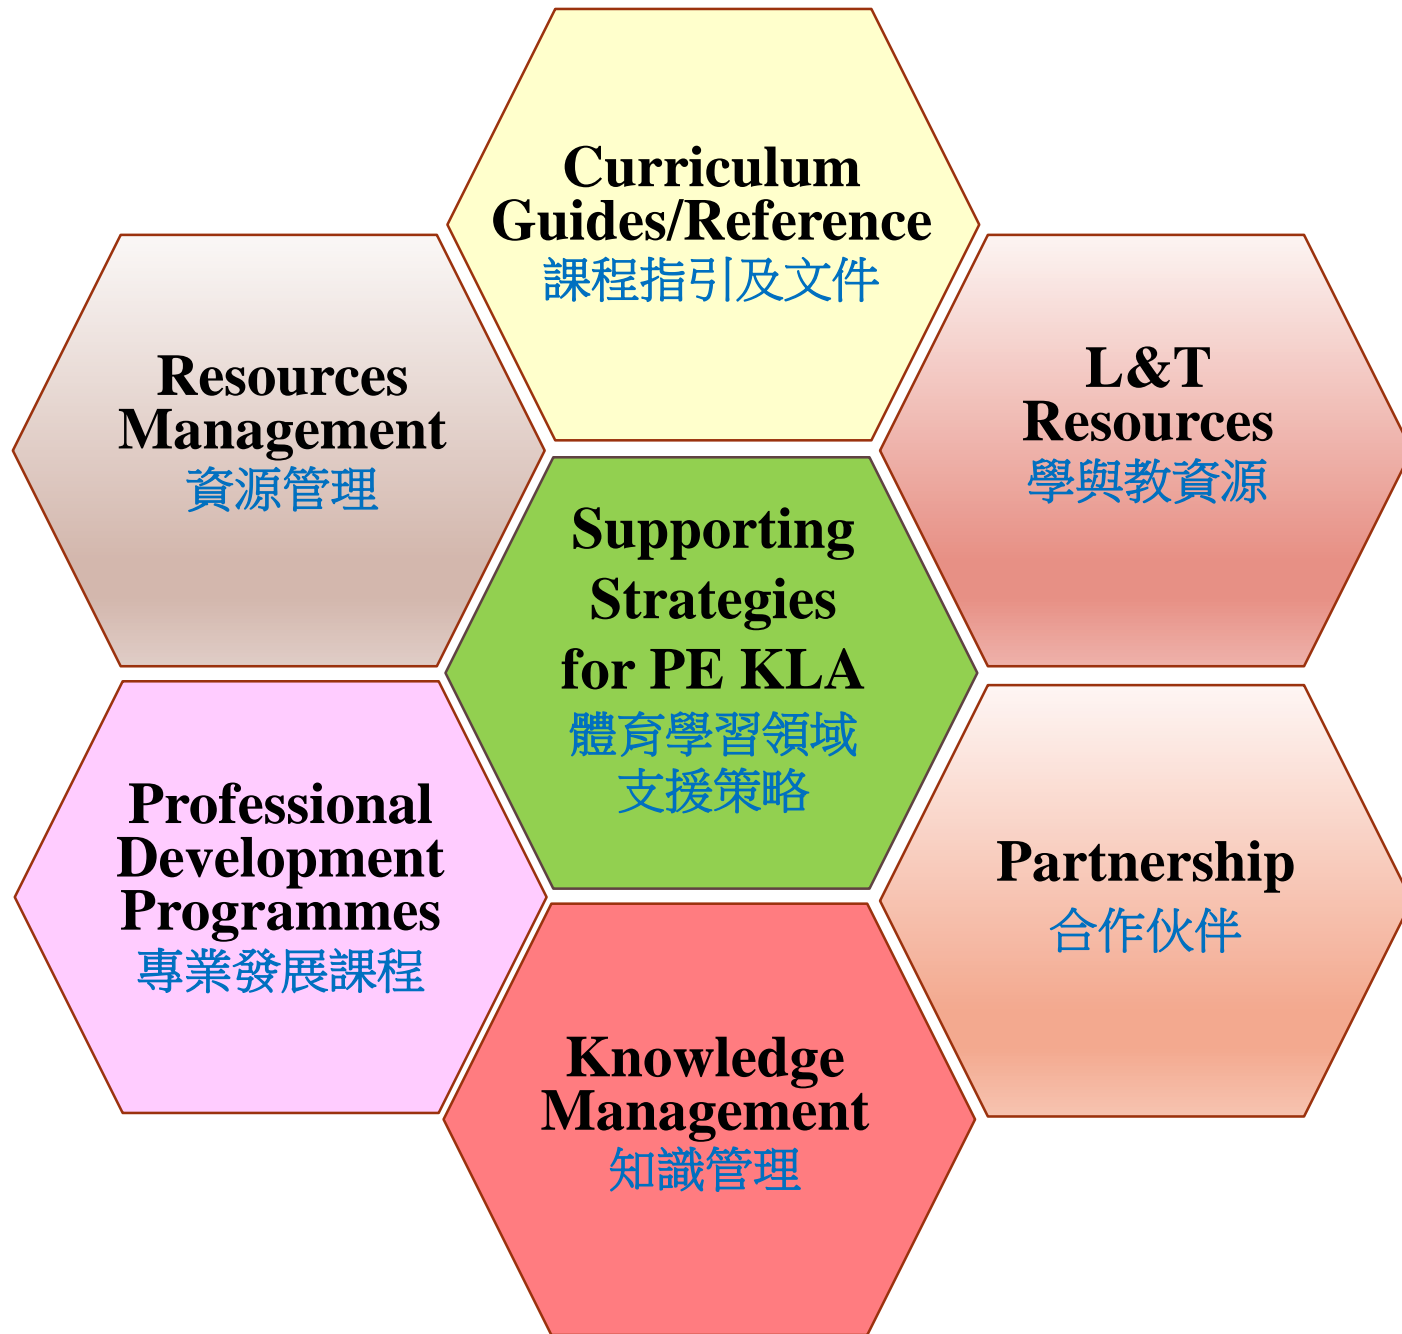 Curriculum
Guides/Reference
課程指引及文件
Resources
Management
資源管理
L&T
Resources
學與教資源
Supporting
Strategies
for PE KLA
體育學習領域
支援策略
Professional
Development
Programmes
專業發展課程
Partnership
合作伙伴
Knowledge
Management
知識管理